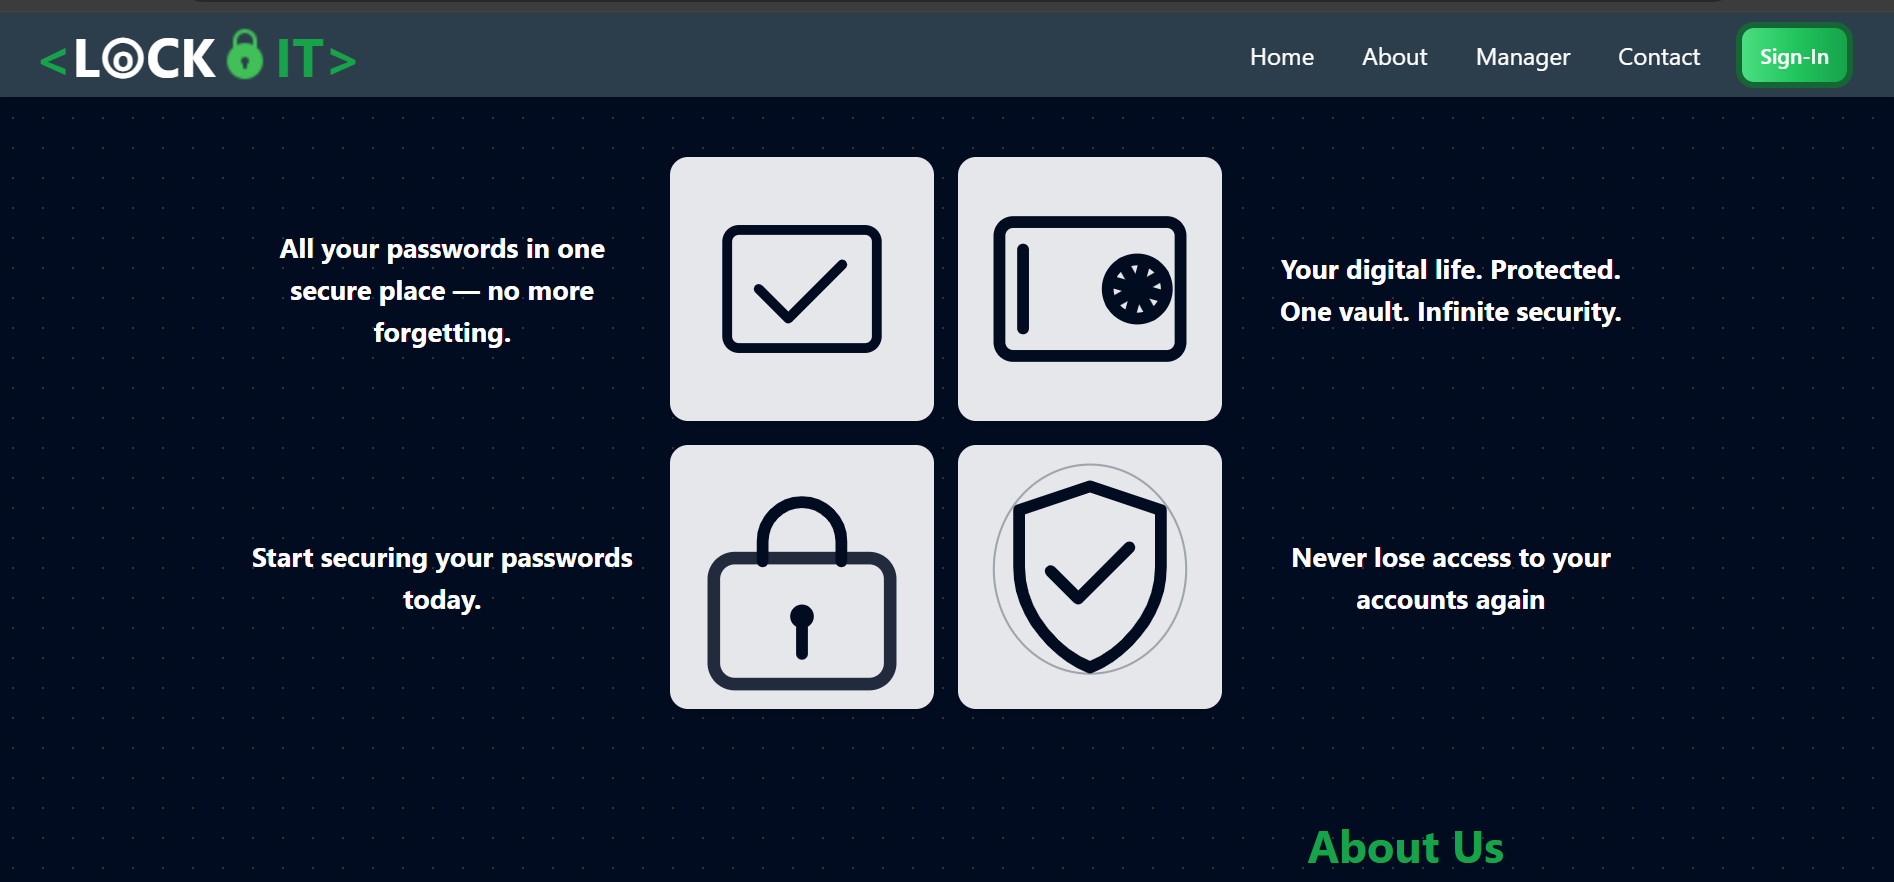 <LOCK IT>
Home About Manager Contact Sign-In
All your passwords in one
secure place — no more
forgetting.
Your digital life. Protected.
One vault. Infinite security.
Start securing your passwords
today.
Never lose access to your
accounts again
About Us